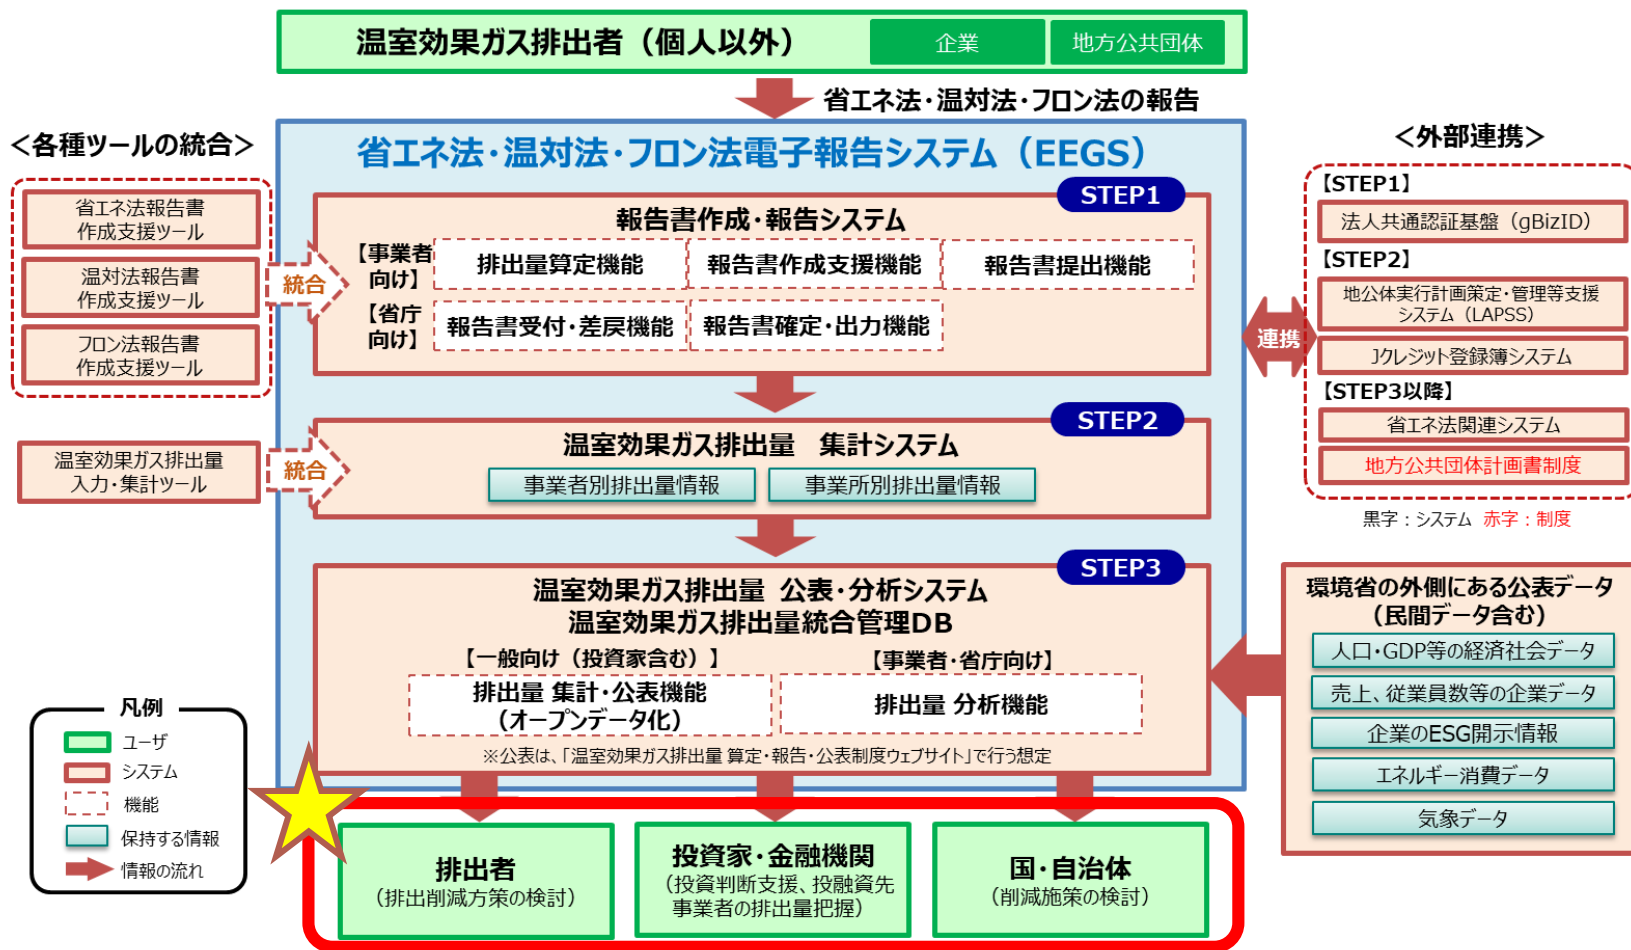 温室効果ガス排出者（個人以外）
企業
地方公共団体
省エネ法・温対法・フロン法の報告
＜各種ツールの統合＞
省エネ法報告書
作成支援ツール
温対法報告書
作成支援ツール
フロン法報告書
作成支援ツール
統合
温室効果ガス排出量
入力・集計ツール
統合
省エネ法・温対法・フロン法電子報告システム（EEGS）
STEP1
報告書作成・報告システム
【事業者
向け】
排出量算定機能
報告書作成支援機能
報告書提出機能
【省庁
向け】
報告書受付・差戻機能
報告書確定・出力機能
STEP2
温室効果ガス排出量　集計システム
事業者別排出量情報
事業所別排出量情報
STEP3
温室効果ガス排出量 公表・分析システム
温室効果ガス排出量統合管理DB
【一般向け（投資家含む）】
排出量 集計・公表機能
（オープンデータ化）
【事業者・省庁向け】
排出量 分析機能
※公表は、「温室効果ガス排出量 算定・報告・公表制度ウェブサイト」で行う想定
連携
＜外部連携＞
【STEP1】
法人共通認証基盤（gBizID）
【STEP2】
地公体実行計画策定・管理等支援
システム（LAPSS）
Jクレジット登録簿システム
【STEP3以降】
省エネ法関連システム
地方公共団体計画書制度
黒字：システム 赤字：制度
環境省の外側にある公表データ
（民間データ含む）
人口・GDP等の経済社会データ
売上、従業員数等の企業データ
企業のESG開示情報
エネルギー消費データ
気象データ
凡例
ユーザ
システム
機能
保持する情報
情報の流れ
排出者
（排出削減方策の検討）
投資家・金融機関
（投資判断支援、投融資先
事業者の排出量把握）
国・自治体
（削減施策の検討）